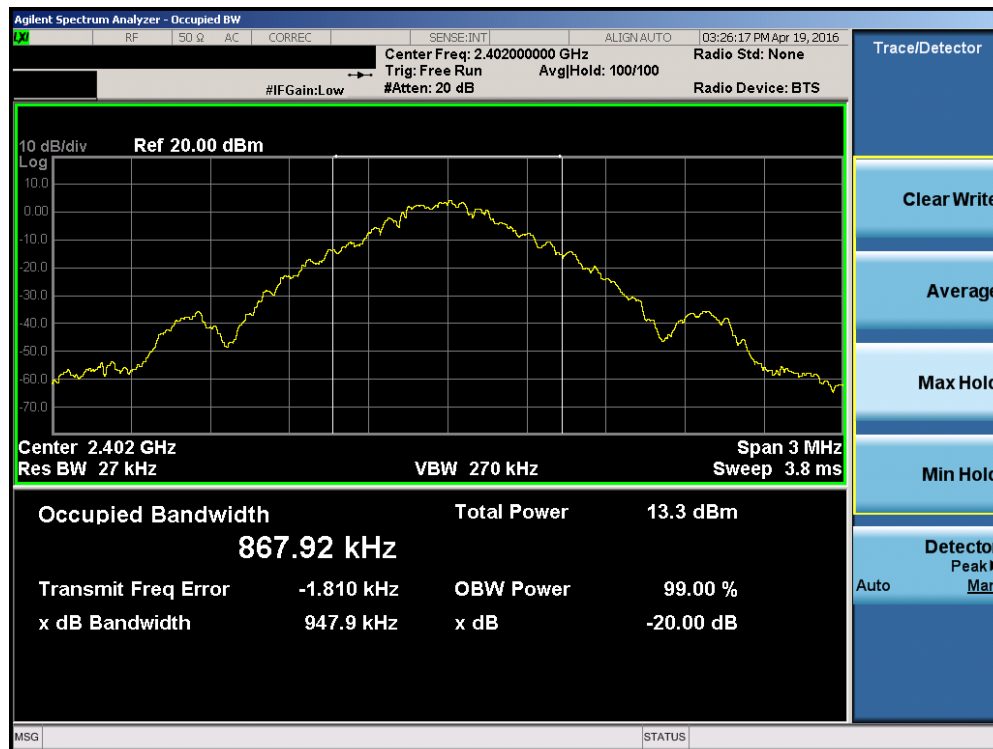 Agilent Spectrum Analyzer - Occupied BW
LXI RF 50 Ω AC CORREC SENSE:INT ALIGN AUTO 03:26:17 PM Apr 19, 2016
Center Freq: 2.402000000 GHz Radio Std: None
Trig: Free Run Avg|Hold: 100/100
#IFGain:Low #Atten: 20 dB Radio Device: BTS
10 dB/div Ref 20.00 dBm
Log
10.0
0.00
-10.0
-20.0
-30.0
-40.0
-50.0
-60.0
-70.0
Center 2.402 GHz Span 3 MHz
Res BW 27 kHz VBW 270 kHz Sweep 3.8 ms
Occupied Bandwidth Total Power 13.3 dBm
867.92 kHz
Transmit Freq Error -1.810 kHz OBW Power 99.00 %
x dB Bandwidth 947.9 kHz x dB -20.00 dB
MSG STATUS
Trace/Detector
Clear Write
Average
Max Hold
Min Hold
Detector
Peak
Auto Man